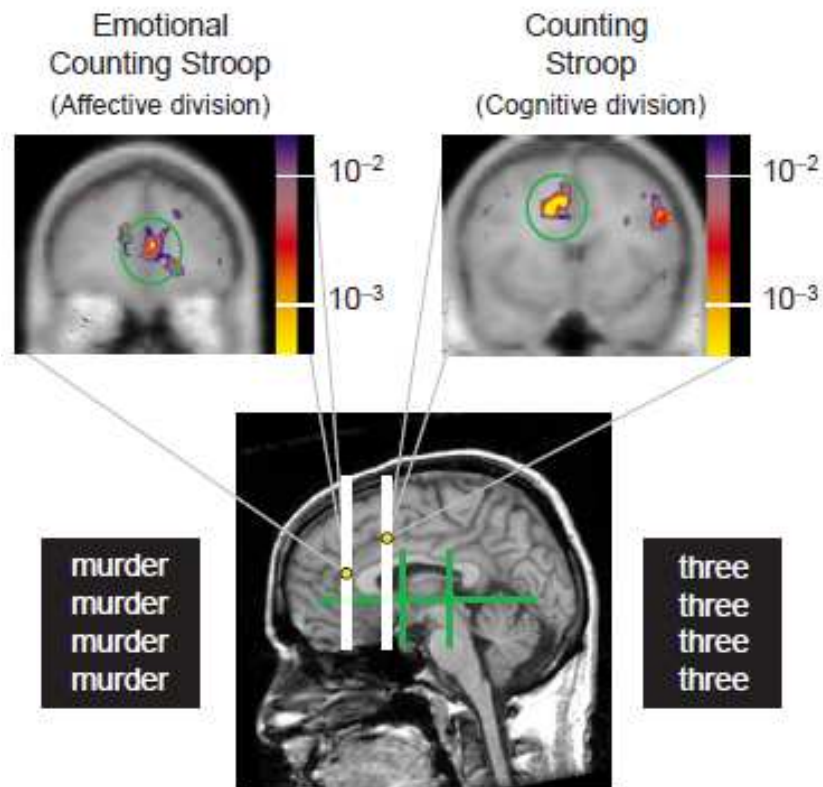 Emotional
Counting Stroop
(Affective division)
Counting
Stroop
(Cognitive division)
10⁻²
10⁻³
10⁻²
10⁻³
murder
murder
murder
murder
three
three
three
three